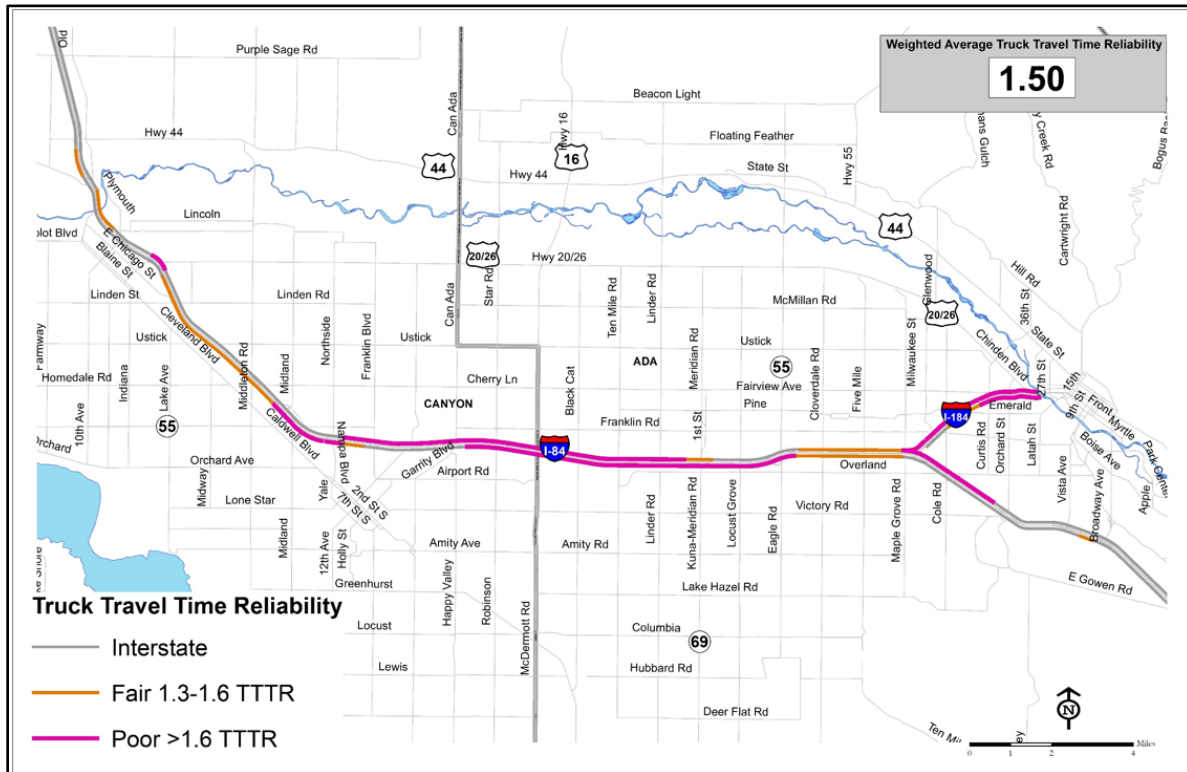 Old
Purple Sage Rd
Weighted Average Truck Travel Time Reliability
1.50
Beacon Light
Can Ada
Hwy 16
Hwy 44
Floating Feather
16
44
State St
Hwy 55
Hwy 44
Cartwright Rd
Plymouth
Lincoln
44
E Chicago St
Blaine St
20/26
Hwy 20/26
Glenwood
Hill Rd
Linden St
Linden Rd
Can Ada
Star Rd
Ten Mile Rd
Linder Rd
McMillan Rd
20/26
36th St
State St
Cleveland Blvd
Chinden Blvd
Ustick
Northside
Franklin Blvd
Ustick
Meridian Rd
Ustick
Milwaukee St
Homedale Rd
Indiana
Lake Ave
Middleton Rd
Midland
Cherry Ln
Black Cat
ADA
55
Fairview Ave
Pine
Cloverdale Rd
Five Mile
27th St
15th
10th Ave
55
Caldwell Blvd
CANYON
Franklin Rd
1st St
I-184
Emerald
9th St
Front
Myrtle
Orchard Ave
Nampa Blvd
Garrity Blvd
I-84
Curtis Rd
Orchard St
Latah St
Boise Ave
Midway
Yale
Airport Rd
Overland
Vista Ave
Broadway Ave
Apple
Lone Star
2nd St S
7th St S
Linder Rd
Kuna-Meridian Rd
Locust Grove
Eagle Rd
Victory Rd
Maple Grove Rd
Cole Rd
Midland
12th Ave
Holly St
Amity Ave
Amity Rd
Greenhurst
Happy Valley
Robinson
McDermott Rd
Lake Hazel Rd
E Gowen Rd
Locust
Columbia
69
Lewis
Hubbard Rd
Deer Flat Rd
Truck Travel Time Reliability
Interstate
Fair 1.3-1.6 TTTR
Poor >1.6 TTTR
N
Miles
0 1 2 4